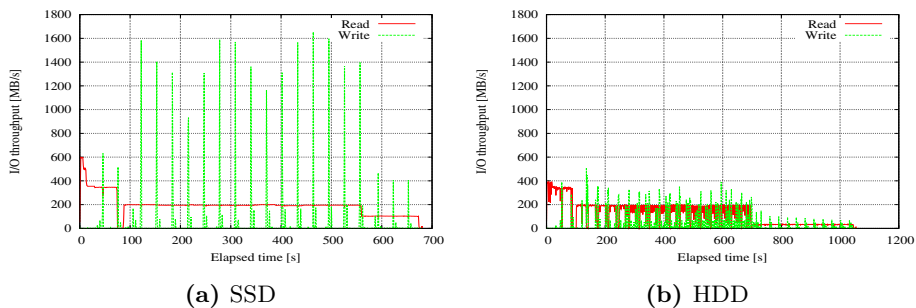 1800
1600
1400
1200
1000
800
600
400
200
0
I/O throughput [MB/s]
Read
Write
0 100 200 300 400 500 600 700
Elapsed time [s]
(a) SSD
1800
1600
1400
1200
1000
800
600
400
200
0
I/O throughput [MB/s]
Read
Write
0 200 400 600 800 1000 1200
Elapsed time [s]
(b) HDD